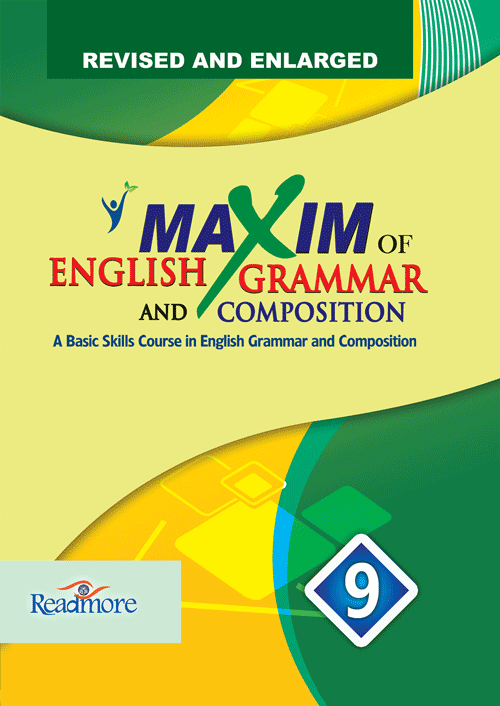 REVISED AND ENLARGED
MAXIM OF
ENGLISH GRAMMAR
AND COMPOSITION
A Basic Skills Course in English Grammar and Composition
9
Readmore